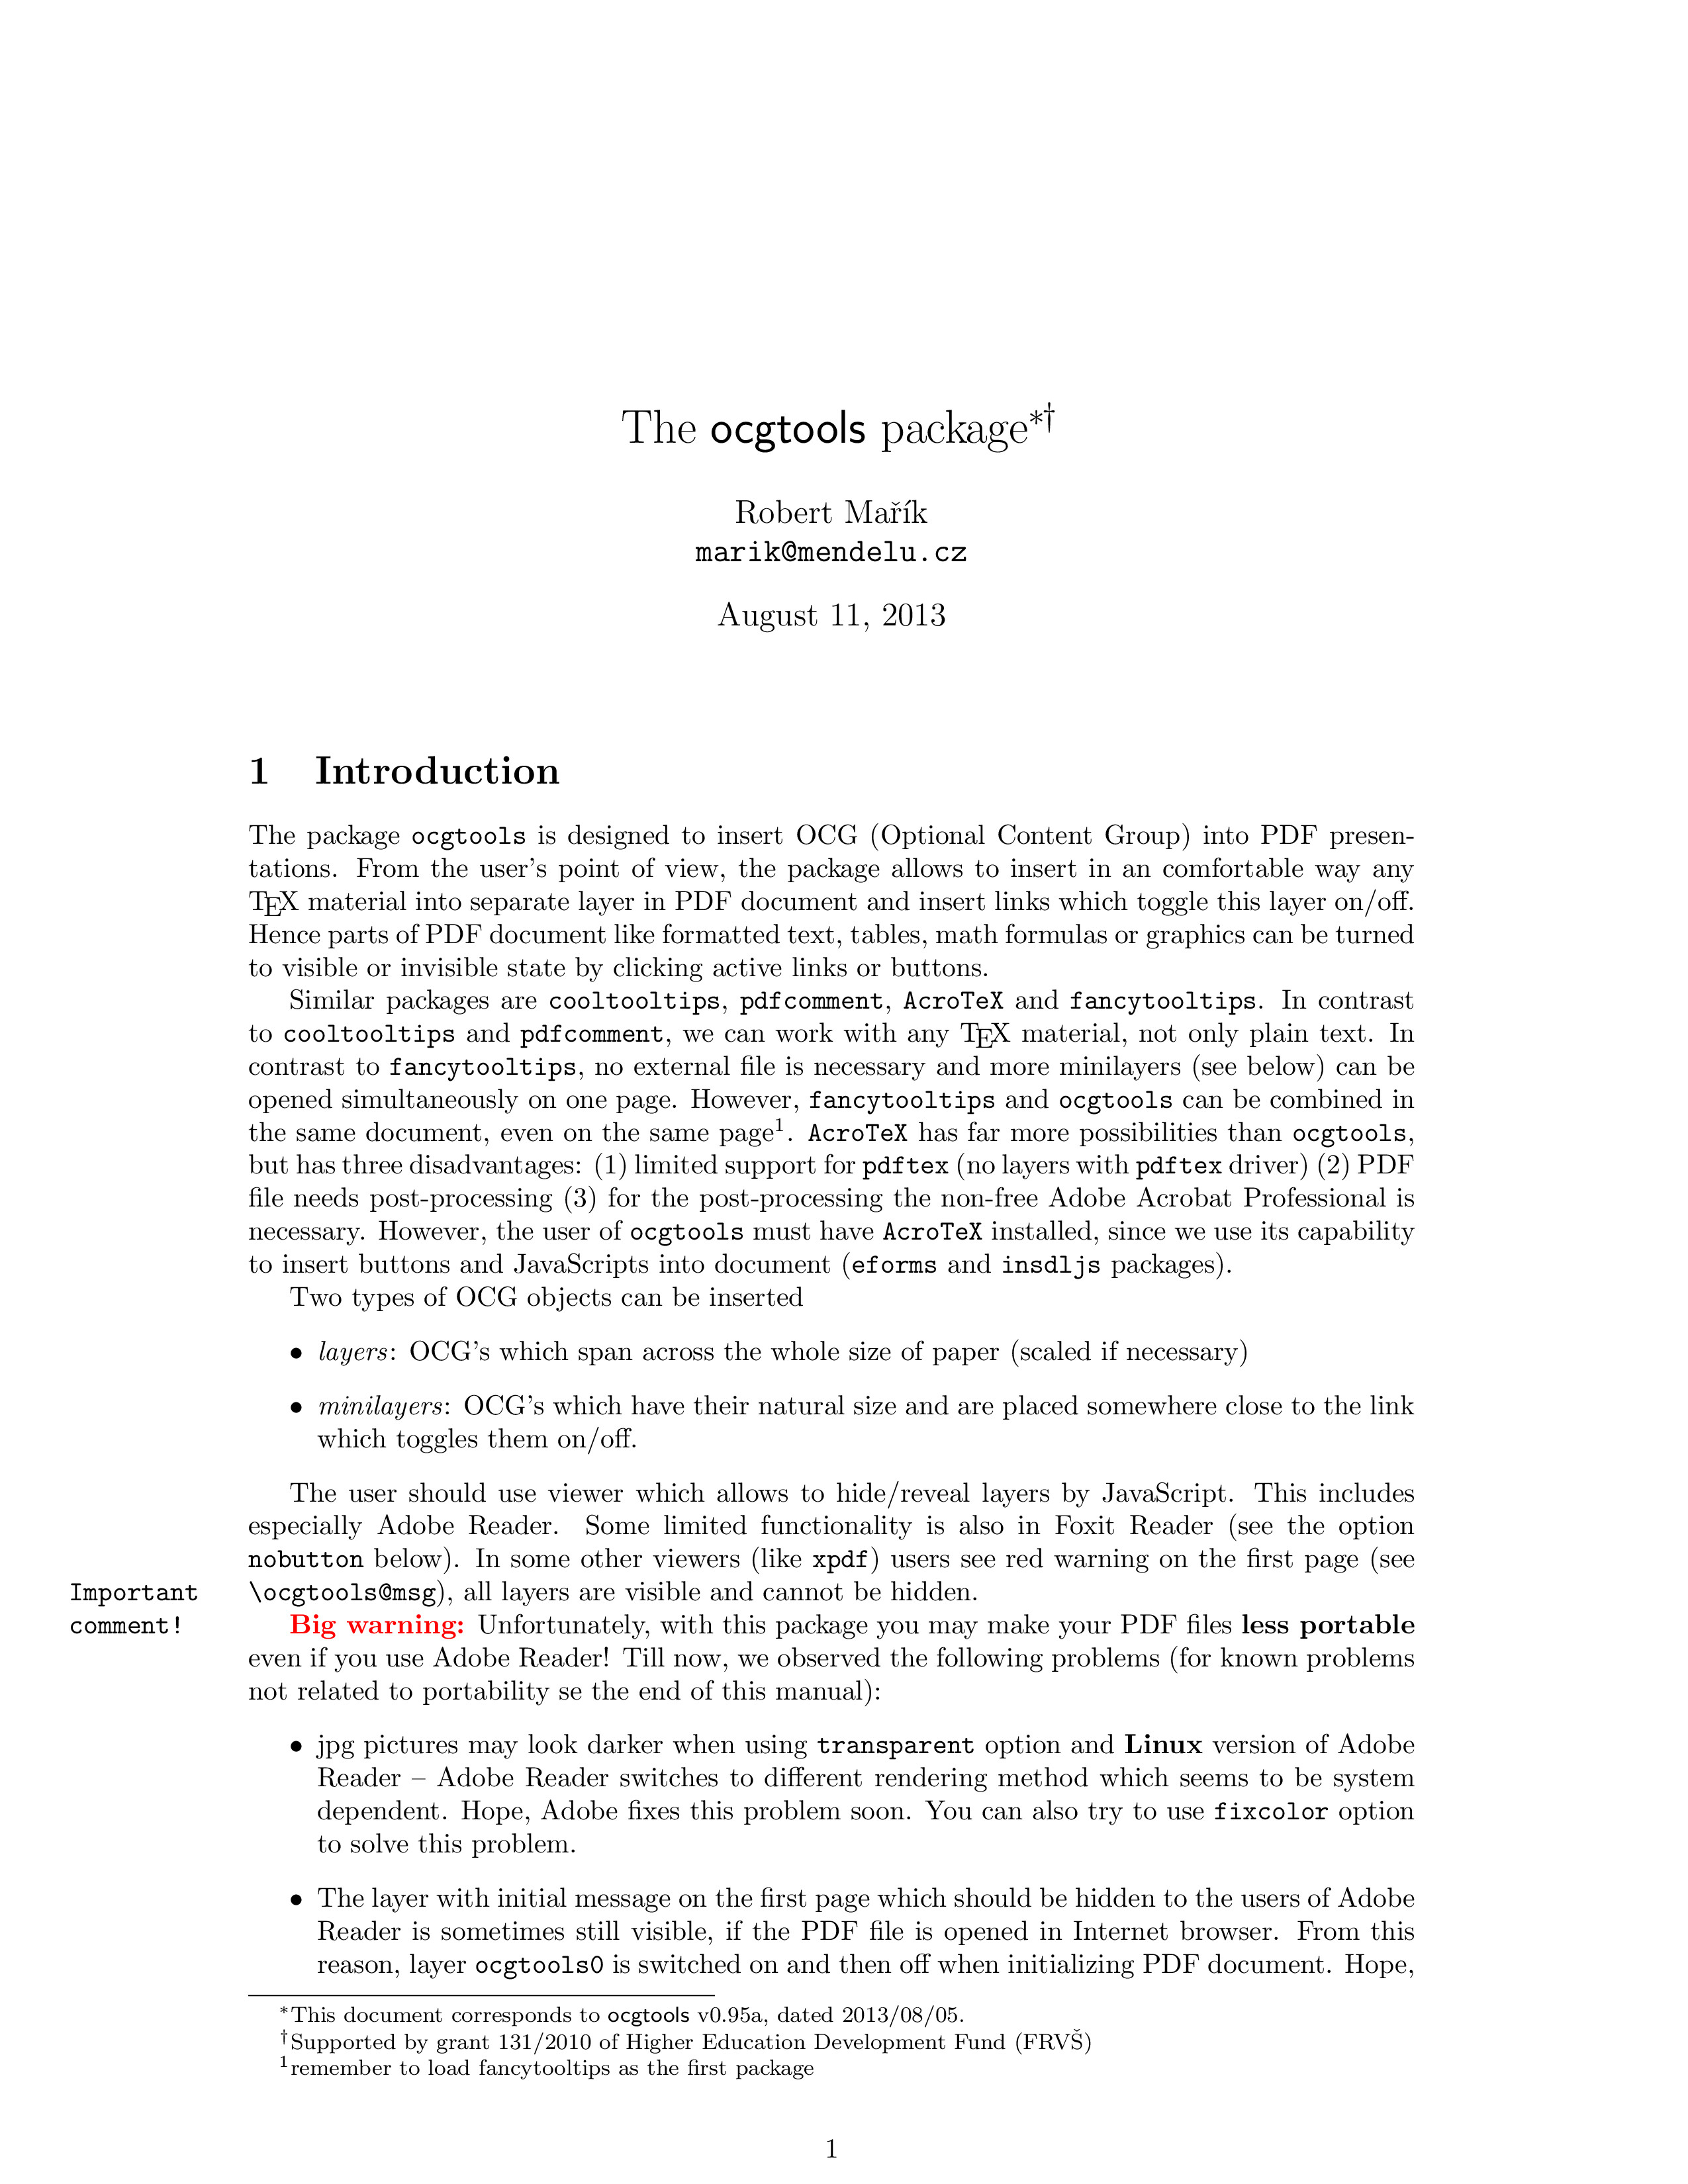 The ocgtools package*†
Robert Mařík
marik@mendelu.cz
August 11, 2013
1 Introduction
The package ocgtools is designed to insert OCG (Optional Content Group) into PDF presen-
tations. From the user's point of view, the package allows to insert in an comfortable way any
TEX material into separate layer in PDF document and insert links which toggle this layer on/off.
Hence parts of PDF document like formatted text, tables, math formulas or graphics can be turned
to visible or invisible state by clicking active links or buttons.
Similar packages are cooltooltips, pdfcomment, AcroTeX and fancytooltips. In contrast
to cooltooltips and pdfcomment, we can work with any TEX material, not only plain text. In
contrast to fancytooltips, no external file is necessary and more minilayers (see below) can be
opened simultaneously on one page. However, fancytooltips and ocgtools can be combined in
the same document, even on the same page1. AcroTeX has far more possibilities than ocgtools,
but has three disadvantages: (1) limited support for pdftex (no layers with pdftex driver) (2) PDF
file needs post-processing (3) for the post-processing the non-free Adobe Acrobat Professional is
necessary. However, the user of ocgtools must have AcroTeX installed, since we use its capability
to insert buttons and JavaScripts into document (eforms and insdljs packages).
Two types of OCG objects can be inserted
• layers: OCG's which span across the whole size of paper (scaled if necessary)
• minilayers: OCG's which have their natural size and are placed somewhere close to the link
which toggles them on/off.
The user should use viewer which allows to hide/reveal layers by JavaScript. This includes
especially Adobe Reader. Some limited functionality is also in Foxit Reader (see the option
nobutton below). In some other viewers (like xpdf) users see red warning on the first page (see
\ocgtools@msg), all layers are visible and cannot be hidden.
Important
comment!
Big warning: Unfortunately, with this package you may make your PDF files less portable
even if you use Adobe Reader! Till now, we observed the following problems (for known problems
not related to portability se the end of this manual):
• jpg pictures may look darker when using transparent option and Linux version of Adobe
Reader – Adobe Reader switches to different rendering method which seems to be system
dependent. Hope, Adobe fixes this problem soon. You can also try to use fixcolor option
to solve this problem.
• The layer with initial message on the first page which should be hidden to the users of Adobe
Reader is sometimes still visible, if the PDF file is opened in Internet browser. From this
reason, layer ocgtools0 is switched on and then off when initializing PDF document. Hope,
*This document corresponds to ocgtools v0.95a, dated 2013/08/05.
†Supported by grant 131/2010 of Higher Education Development Fund (FRVŠ)
1remember to load fancytooltips as the first package
1